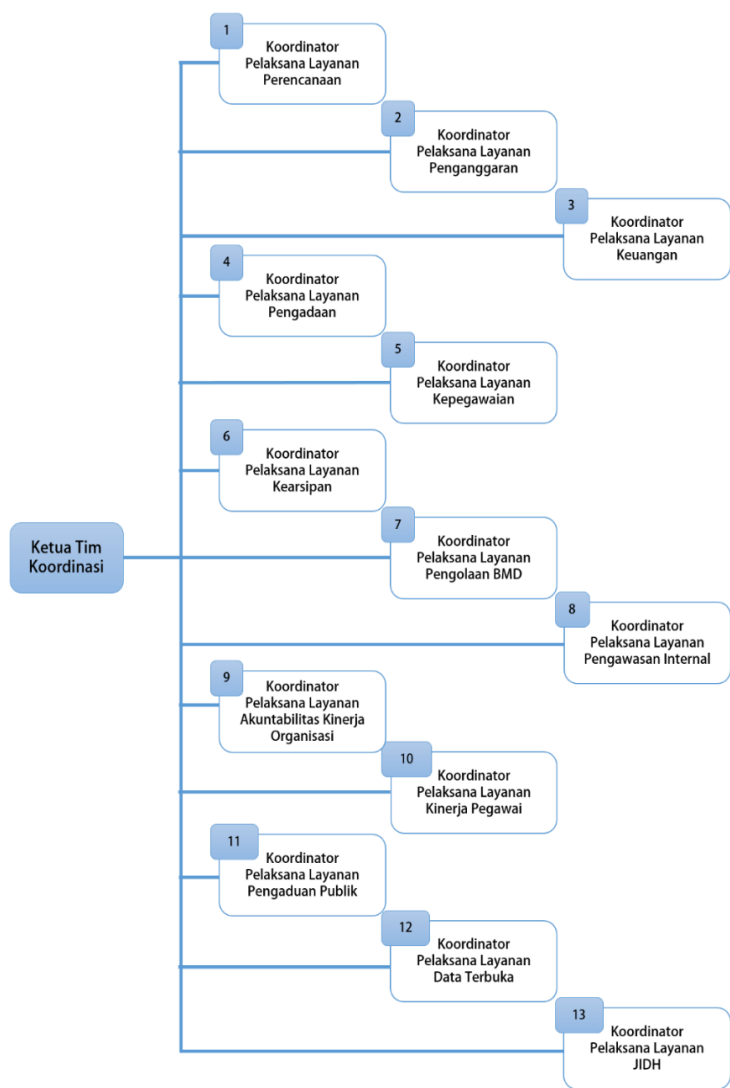 1
Koordinator
Pelaksana Layanan
Perencanaan
2
Koordinator
Pelaksana Layanan
Penganggaran
3
Koordinator
Pelaksana Layanan
Keuangan
4
Koordinator
Pelaksana Layanan
Pengadaan
5
Koordinator
Pelaksana Layanan
Kepegawaian
6
Koordinator
Pelaksana Layanan
Kearsipan
Ketua Tim
Koordinasi
7
Koordinator
Pelaksana Layanan
Pengolaan BMD
8
Koordinator
Pelaksana Layanan
Pengawasan Internal
9
Koordinator
Pelaksana Layanan
Akuntabilitas Kinerja
Organisasi
10
Koordinator
Pelaksana Layanan
Kinerja Pegawai
11
Koordinator
Pelaksana Layanan
Pengaduan Publik
12
Koordinator
Pelaksana Layanan
Data Terbuka
13
Koordinator
Pelaksana Layanan
JIDH